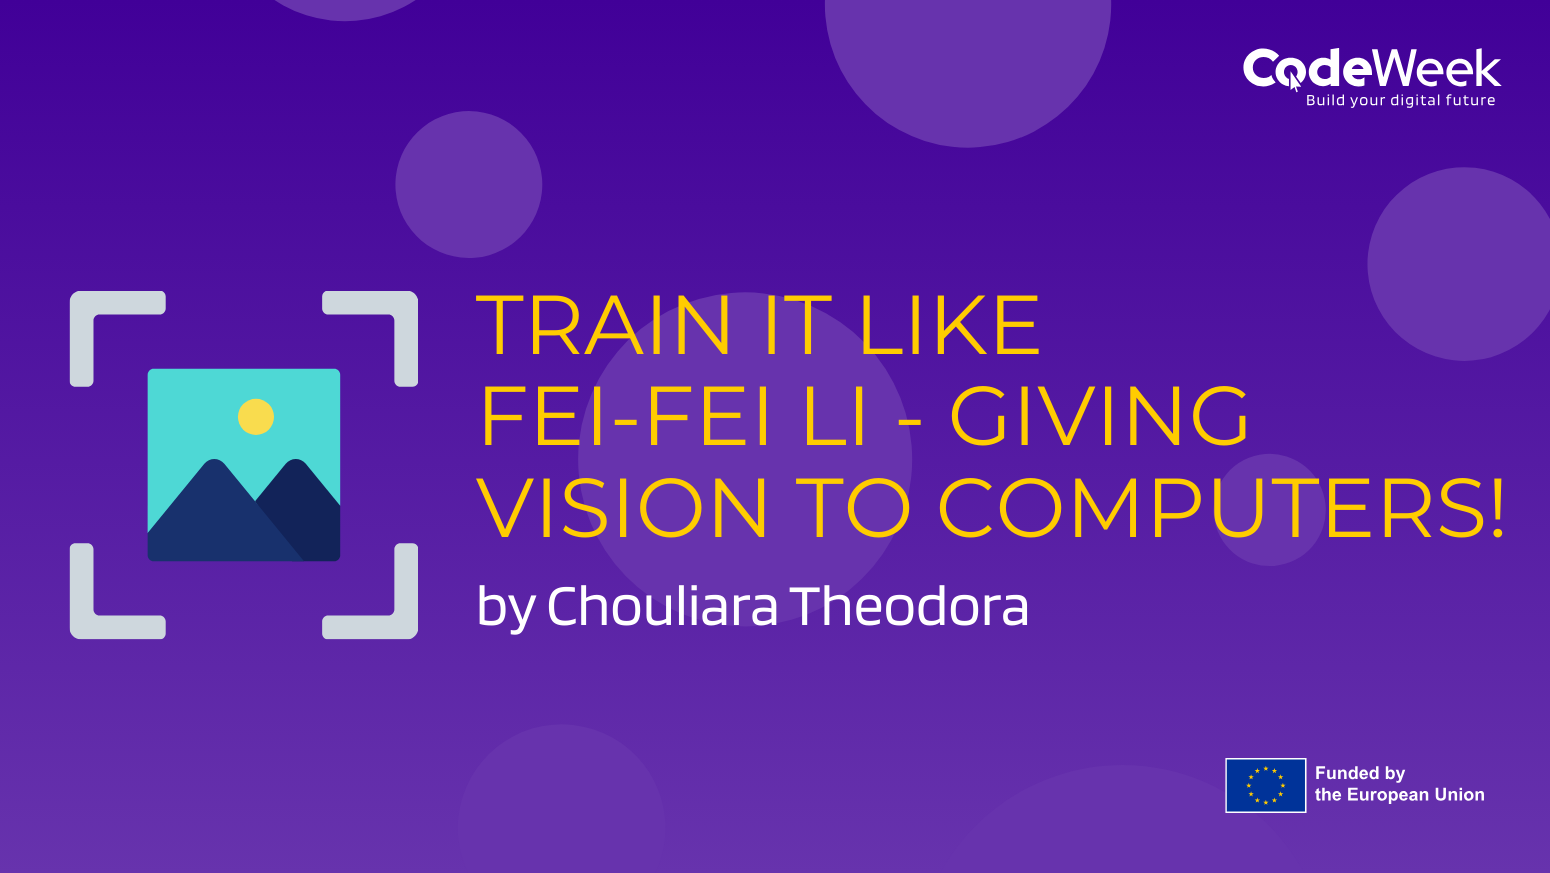 CodeWeek
Build your digital future
TRAIN IT LIKE
FEI-FEI LI - GIVING
VISION TO COMPUTERS!
by Chouliara Theodora
Funded by
the European Union